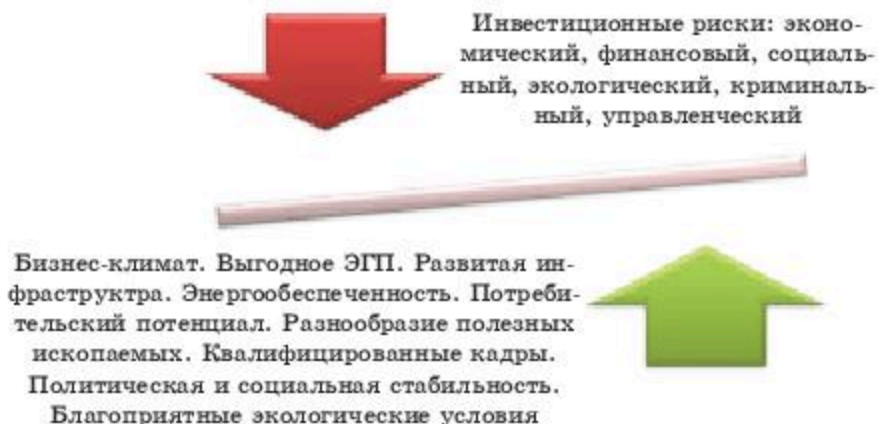 Инвестиционные риски: эконо-
мический, финансовый, социаль-
ный, экологический, криминаль-
ный, управленческий
Бизнес-климат. Выгодное ЭГП. Развитая ин-
фраструктра. Энергообеспеченность. Потреби-
тельский потенциал. Разнообразие полезных
ископаемых. Квалифицированные кадры.
Политическая и социальная стабильность.
Благоприятные экологические условия